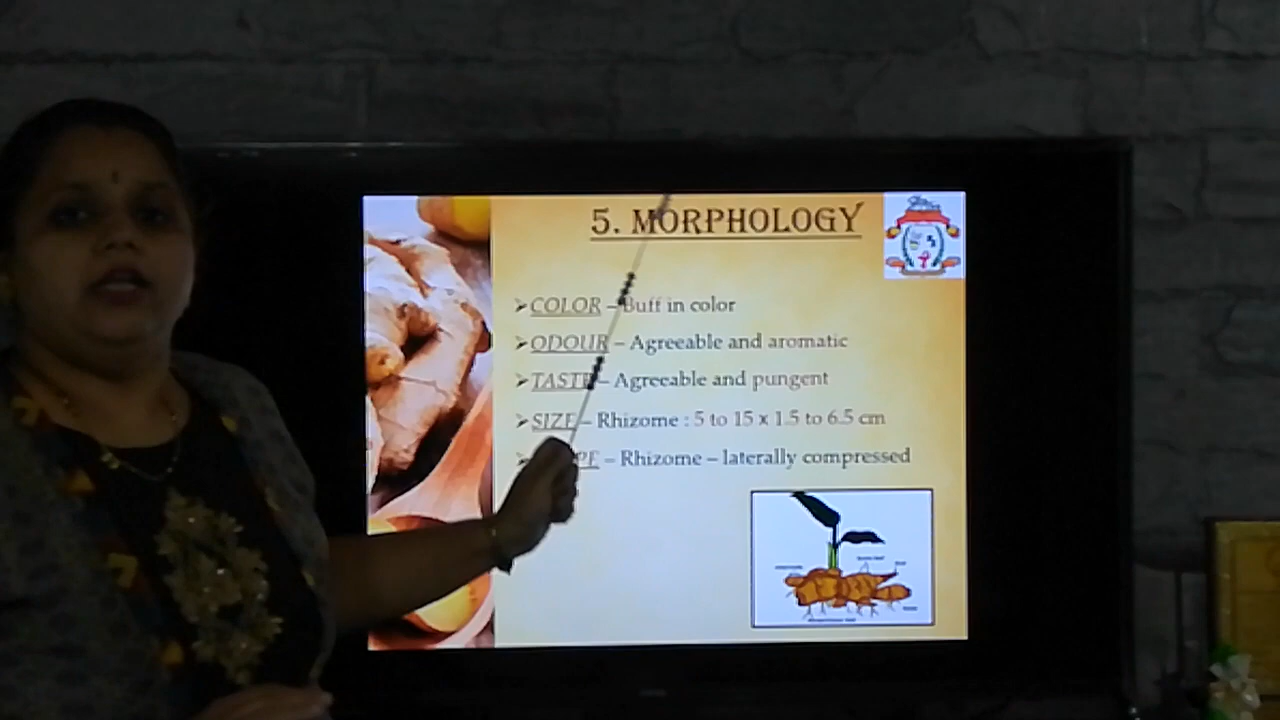 5. MORPHOLOGY
➢COLOR – Buff in color
➢ODOUR – Agreeable and aromatic
➢TASTE – Agreeable and pungent
➢SIZE – Rhizome : 5 to 15 x 1.5 to 6.5 cm
– Rhizome – laterally compressed